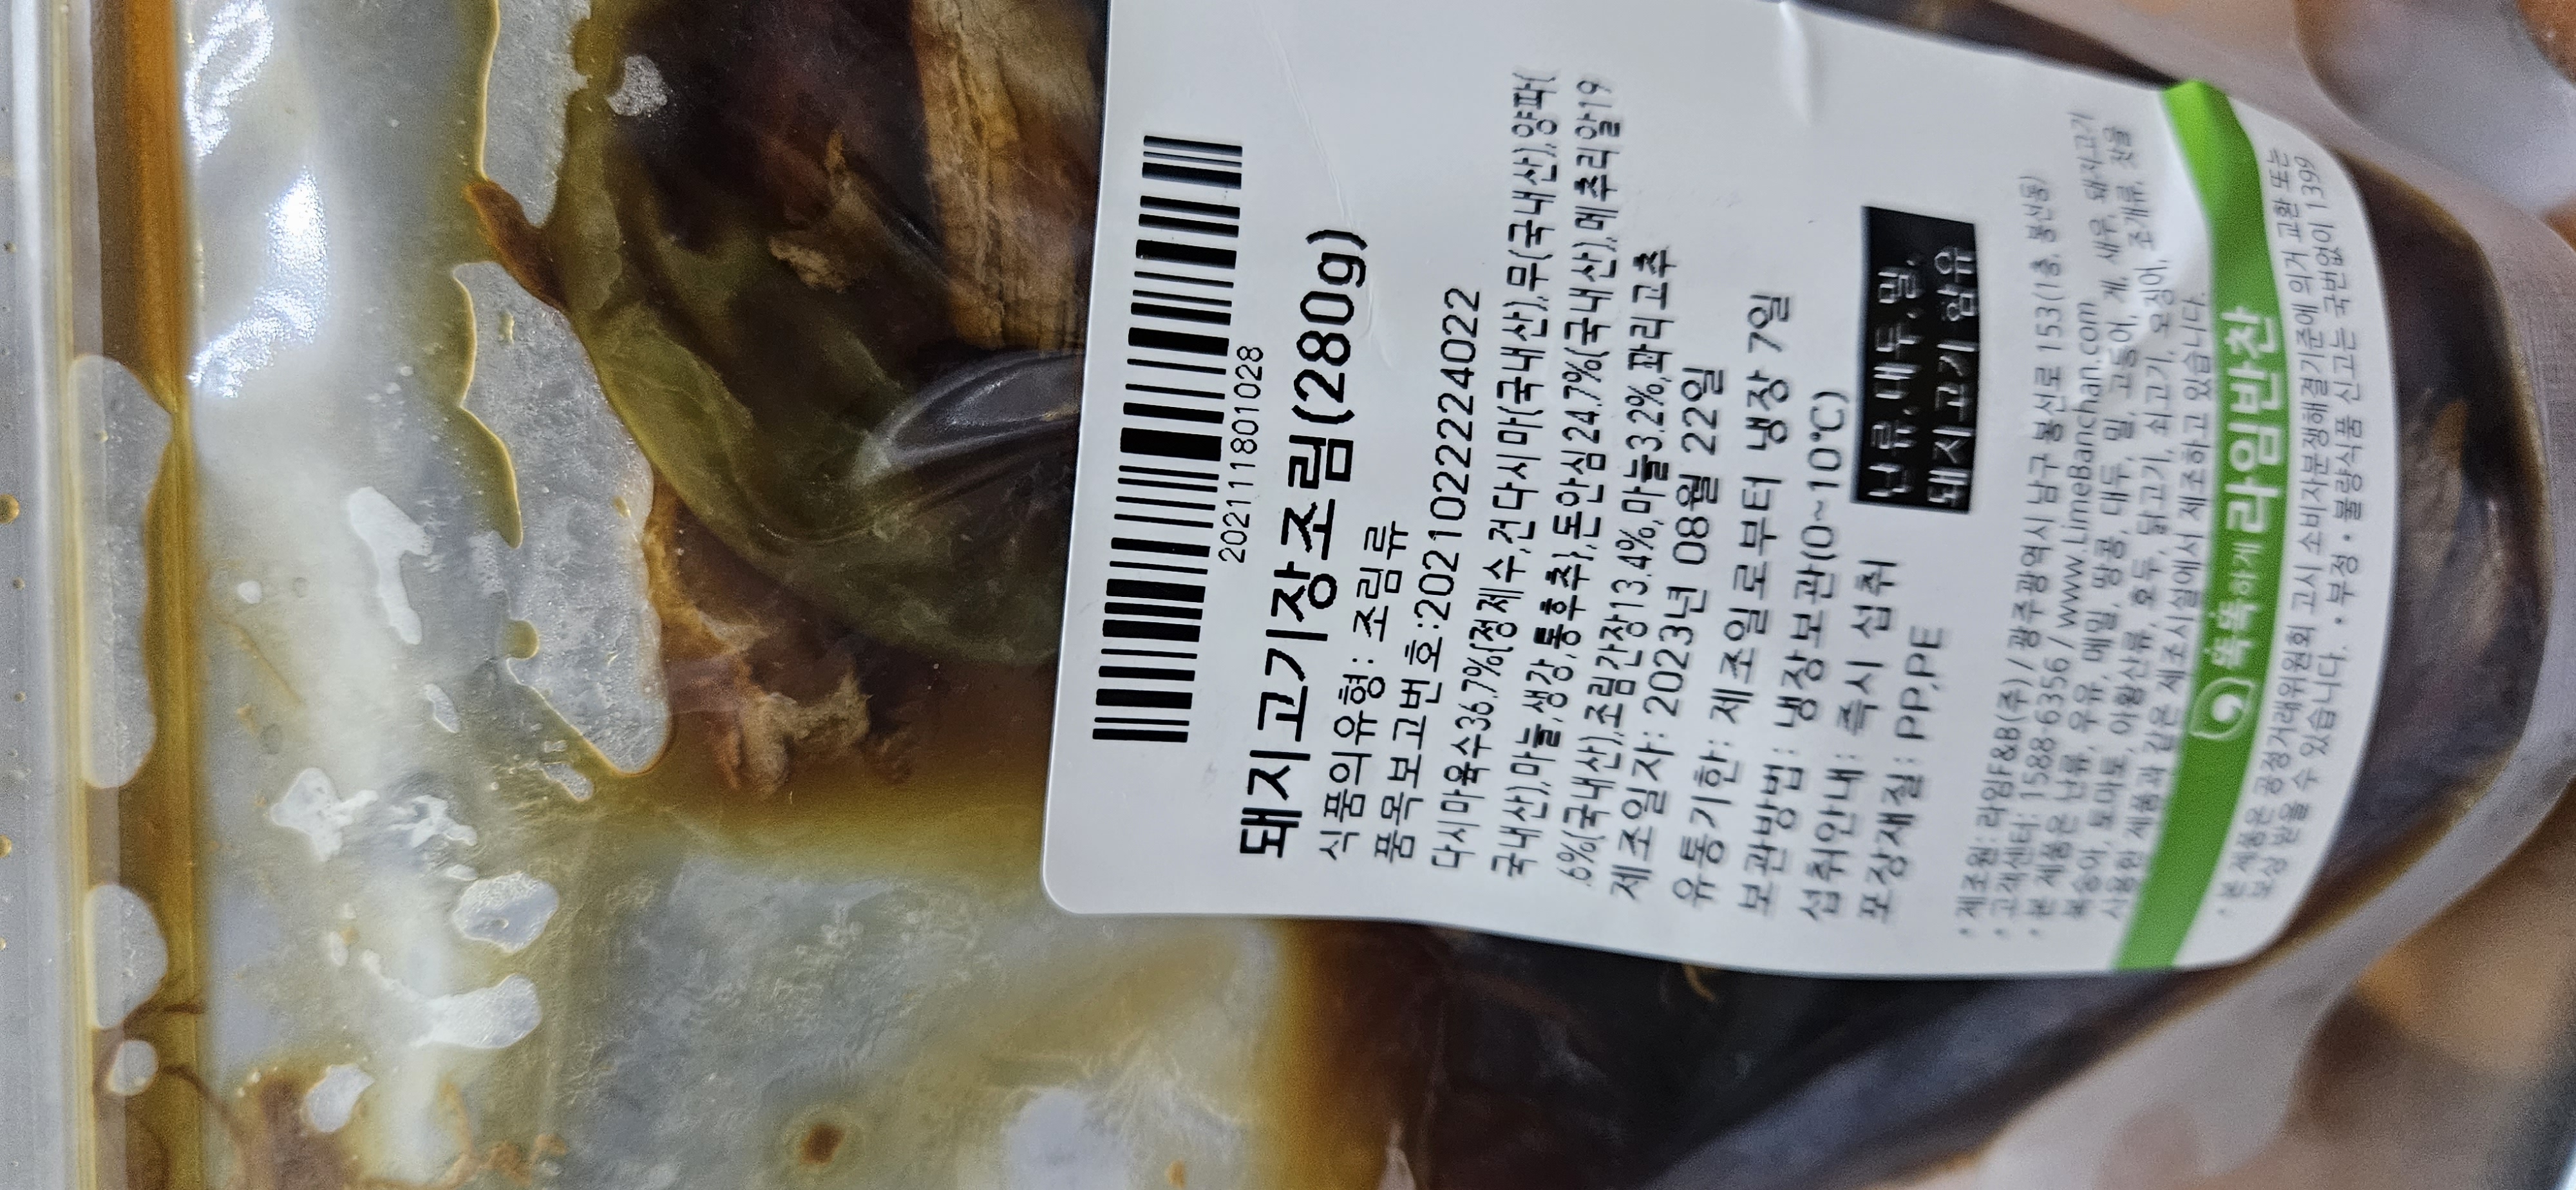 2021111801028
돼지고기장조림(280g)
식품의유형: 조림류
품목보고번호:20210222224022
다시마육수36.7%{정제수,건다시마(국내산),무(국내산),양파(
국내산),마늘,생강,통후추},돈안심24.7%(국내산),메추리알19
.6%(국내산),조림간장13.4%,마늘3.2%,꽈리고추
제조일자: 2023년 08월 22일
유통기한: 제조일로부터 냉장 7일
보관방법: 냉장보관(0~10℃)
섭취안내: 즉시 섭취
포장재질: PP,PE
난류,대두,밀,
돼지고기 함유
• 제조원: 라임F&B(주) / 광주광역시 남구 봉선로 153(1층, 봉선동)
• 고객센터: 1588-6356 / www.LimeBanchan.com
• 본 제품은 난류, 우유, 메밀, 땅콩, 대두, 밀, 고등어, 게, 새우, 돼지고기
복숭아, 토마토, 아황산류, 호두, 닭고기, 쇠고기, 오징어, 조개류, 잣을
사용한 제품과 같은 제조시설에서 제조하고 있습니다.
똑똑하게 라임반찬
• 본 제품은 공정거래위원회 고시 소비자분쟁해결기준에 의거 교환 또는
보상 받을 수 있습니다. • 부정 • 불량식품 신고는 국번없이 1399